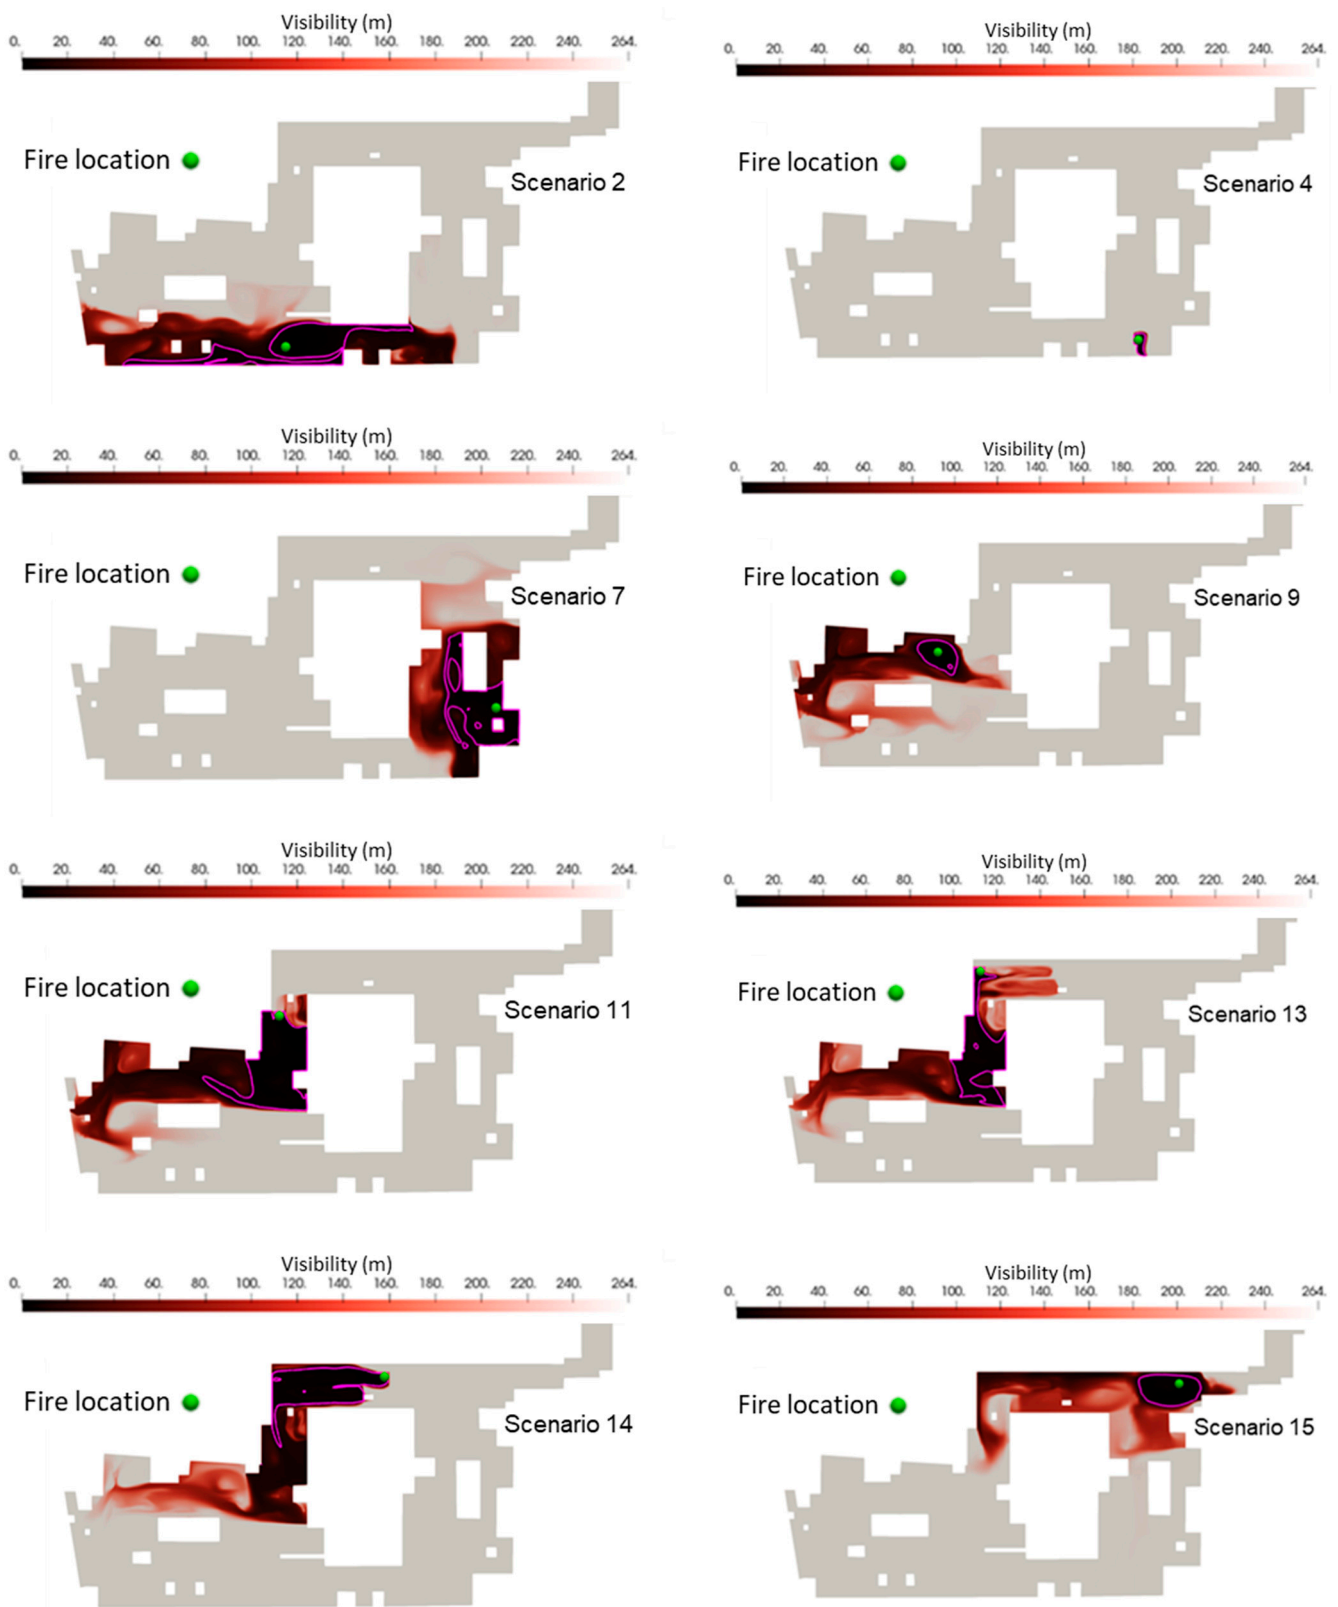 Visibility (m)
0. 20. 40. 60. 80. 100. 120. 140. 160. 180. 200. 220. 240. 264.
Fire location
Scenario 2
Visibility (m)
0. 20. 40. 60. 80. 100. 120. 140. 160. 180. 200. 220. 240. 264.
Fire location
Scenario 4
Visibility (m)
0. 20. 40. 60. 80. 100. 120. 140. 160. 180. 200. 220. 240. 264.
Fire location
Scenario 7
Visibility (m)
0. 20. 40. 60. 80. 100. 120. 140. 160. 180. 200. 220. 240. 264.
Fire location
Scenario 9
Visibility (m)
0. 20. 40. 60. 80. 100. 120. 140. 160. 180. 200. 220. 240. 264.
Fire location
Scenario 11
Visibility (m)
0. 20. 40. 60. 80. 100. 120. 140. 160. 180. 200. 220. 240. 264.
Fire location
Scenario 13
Visibility (m)
0. 20. 40. 60. 80. 100. 120. 140. 160. 180. 200. 220. 240. 264.
Fire location
Scenario 14
Visibility (m)
0. 20. 40. 60. 80. 100. 120. 140. 160. 180. 200. 220. 240. 264.
Fire location
Scenario 15